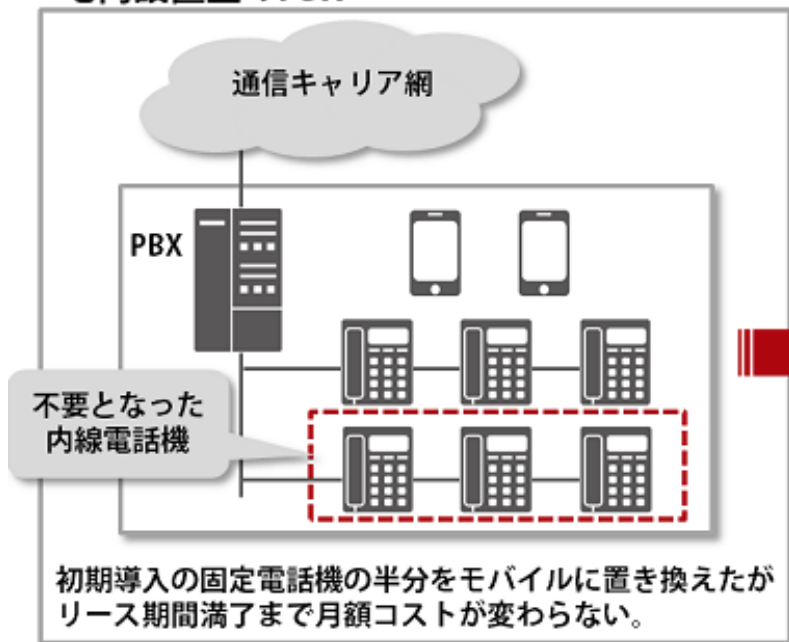 通信キャリア網
PBX
不要となった
内線電話機
初期導入の固定電話機の半分をモバイルに置き換えたが
リース期間満了まで月額コストが変わらない。